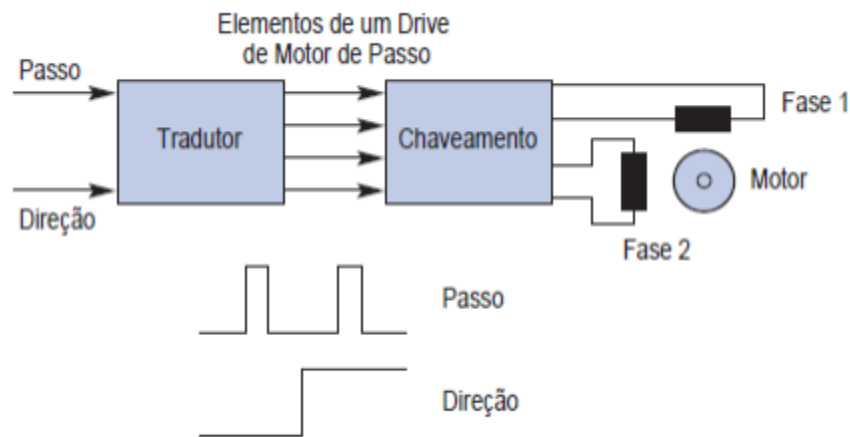 Elementos de um Drive
de Motor de Passo
Passo
Tradutor
Chaveamento
Fase 1
Motor
Direção
Fase 2
Passo
Direção